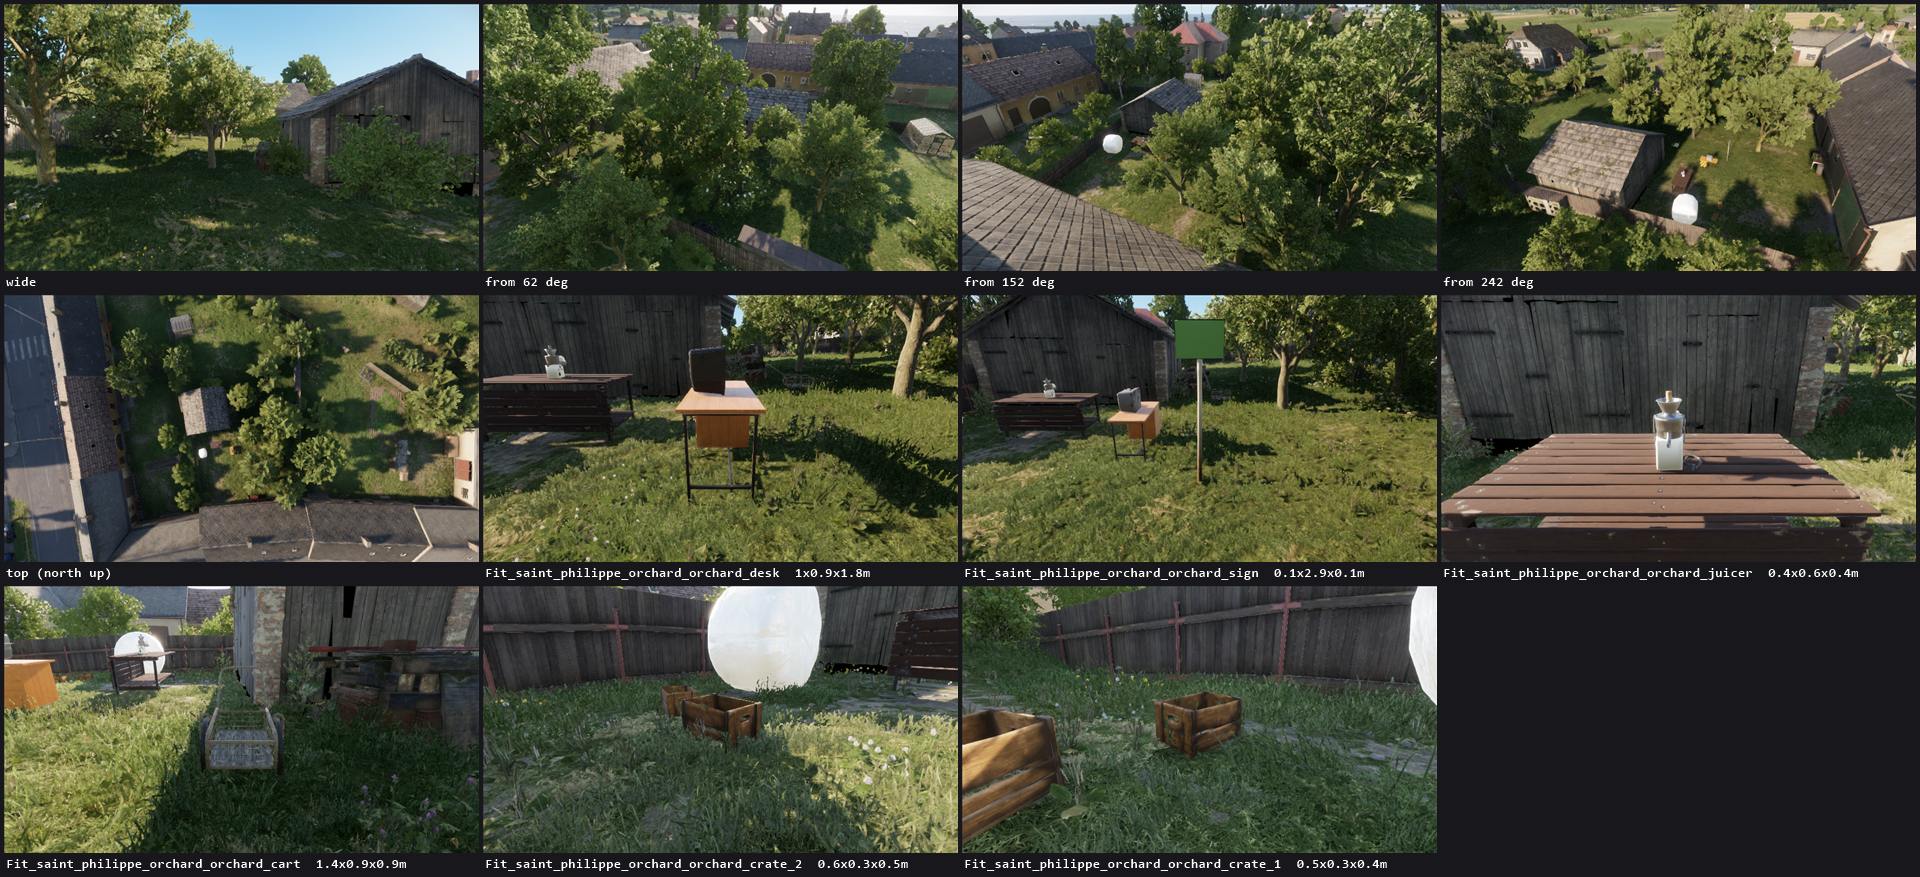 wide
from 62 deg
from 152 deg
from 242 deg
top (north up)
Fit_saint_philippe_orchard_orchard_desk 1x0.9x1.8m
Fit_saint_philippe_orchard_orchard_sign 0.1x2.9x0.1m
Fit_saint_philippe_orchard_orchard_juicer 0.4x0.6x0.4m
Fit_saint_philippe_orchard_orchard_cart 1.4x0.9x0.9m
Fit_saint_philippe_orchard_orchard_crate_2 0.6x0.3x0.5m
Fit_saint_philippe_orchard_orchard_crate_1 0.5x0.3x0.4m